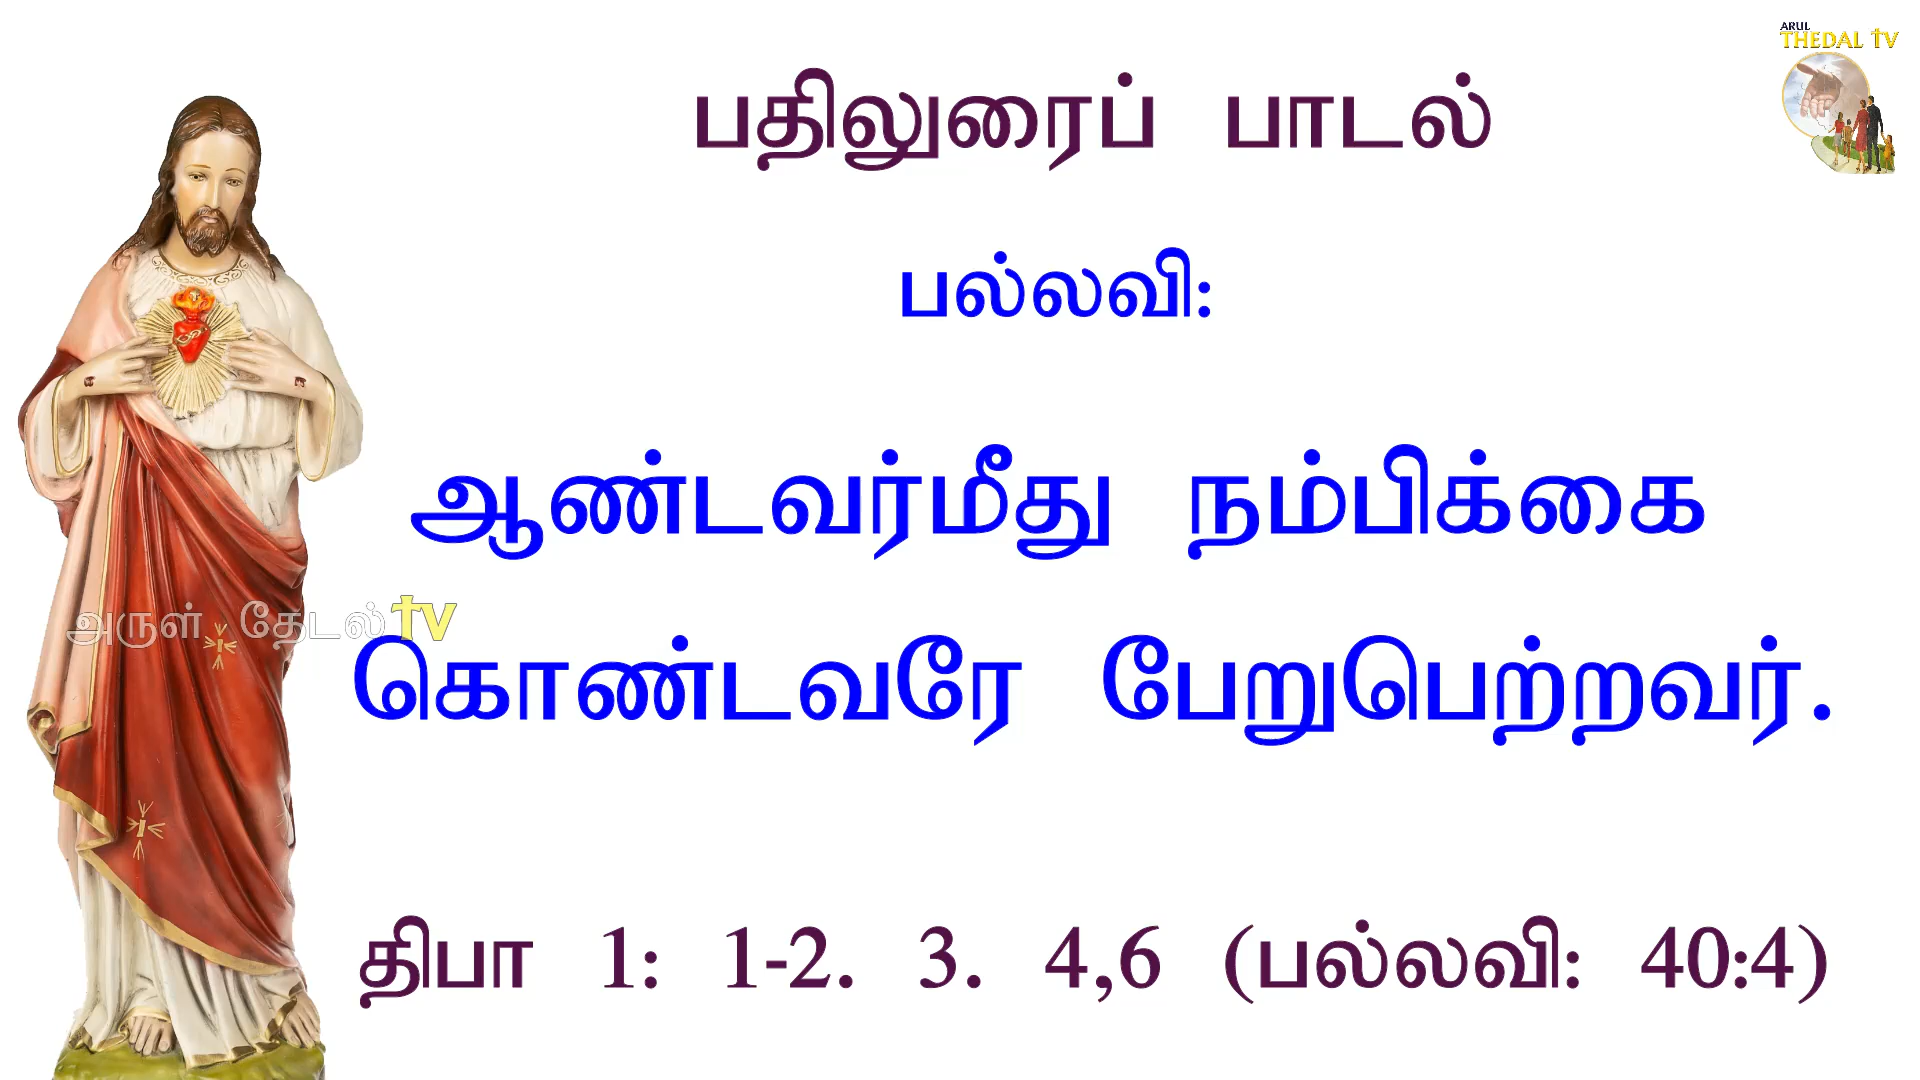 ARUL
THEDAL TV
பதிலுரைப் பாடல்
பல்லவி:
ஆண்டவர்மீது நம்பிக்கை
அருள் தேடல் TV
கொண்டவரே பேறுபெற்றவர்.
திபா 1: 1-2. 3. 4,6 (பல்லவி: 40:4)